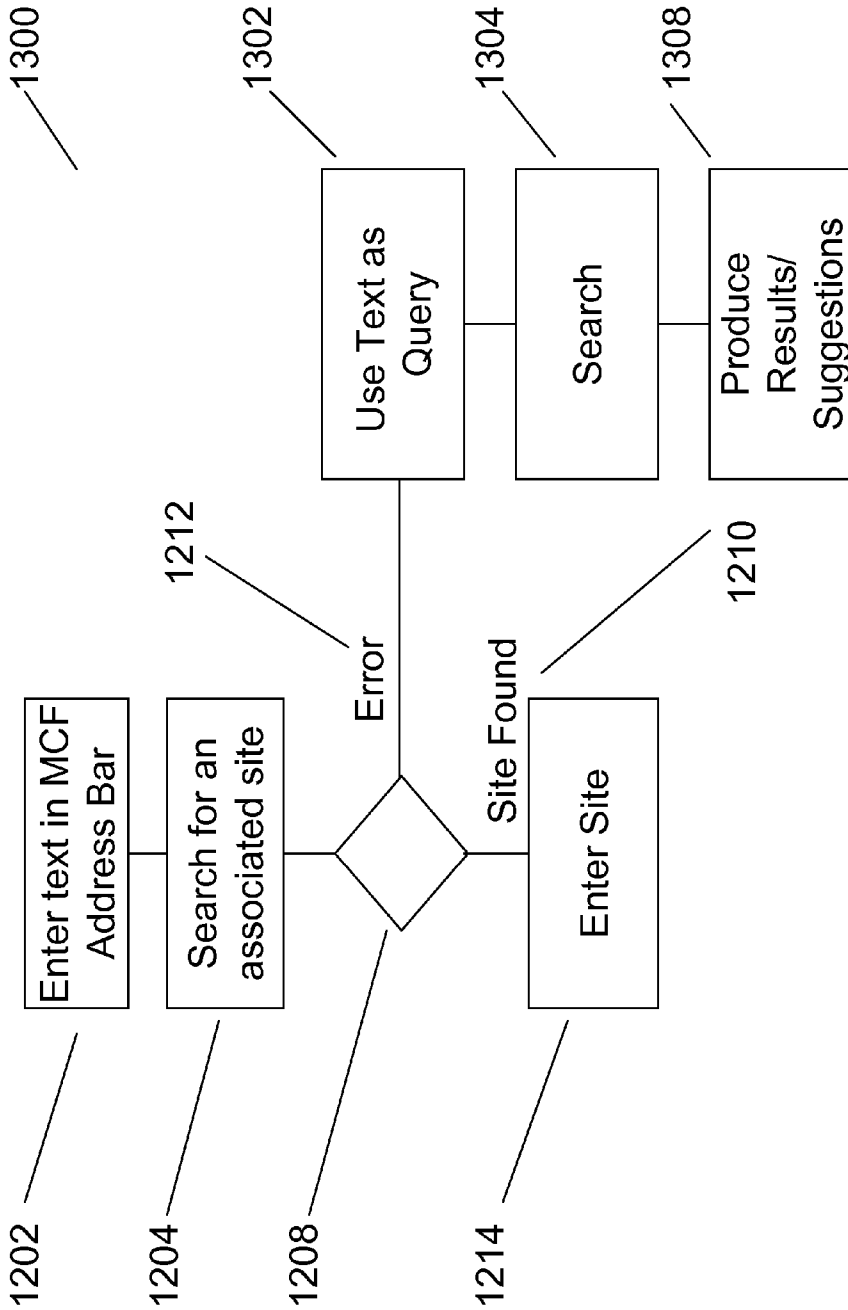 1300
1202
Enter text in MCF
Address Bar
1204
Search for an
associated site
1208
1212
Error
1302
Use Text as
Query
1304
Search
1308
Produce
Results/
Suggestions
Site Found
1210
1214
Enter Site